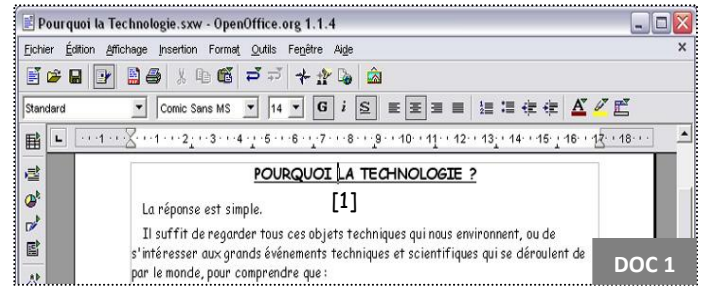 Pourquoi la Technologie.sxw - OpenOffice.org 1.1.4
Fichier Édition Affichage Insertion Format Outils Fenêtre Aide x
Standard Comic Sans MS 14 G i S A
L 1 1 2 3 4 5 6 7 8 9 10 11 12 13 14 15 16 17 18
POURQUOI LA TECHNOLOGIE ?
[1]
La réponse est simple.
Il suffit de regarder tous ces objets techniques qui nous environnent, ou de
s'intéresser aux grands événements techniques et scientifiques qui se déroulent de
par le monde, pour comprendre que :
DOC 1